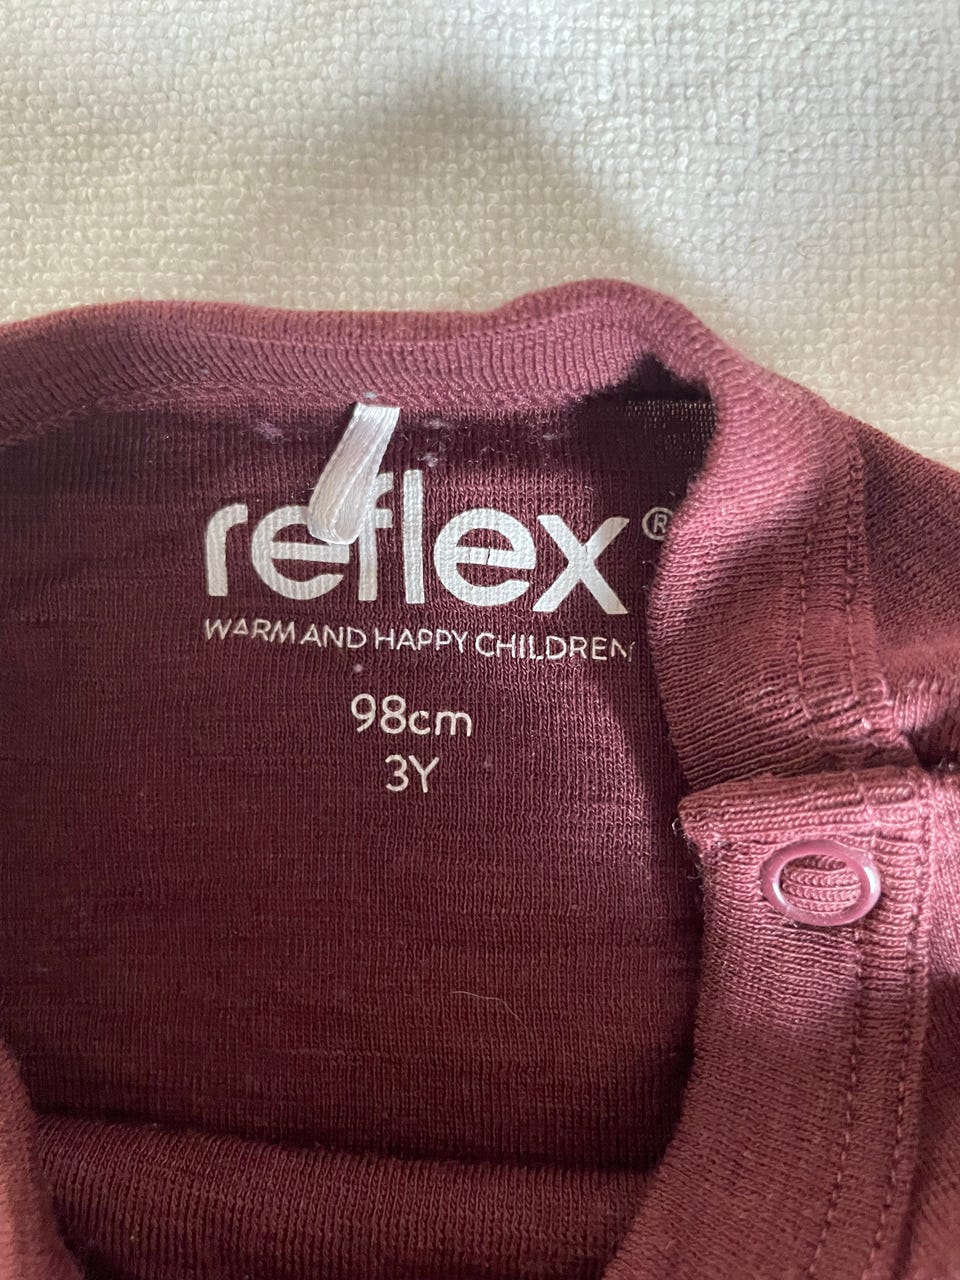 reflex®
WARM AND HAPPY CHILDREN
98cm
3Y